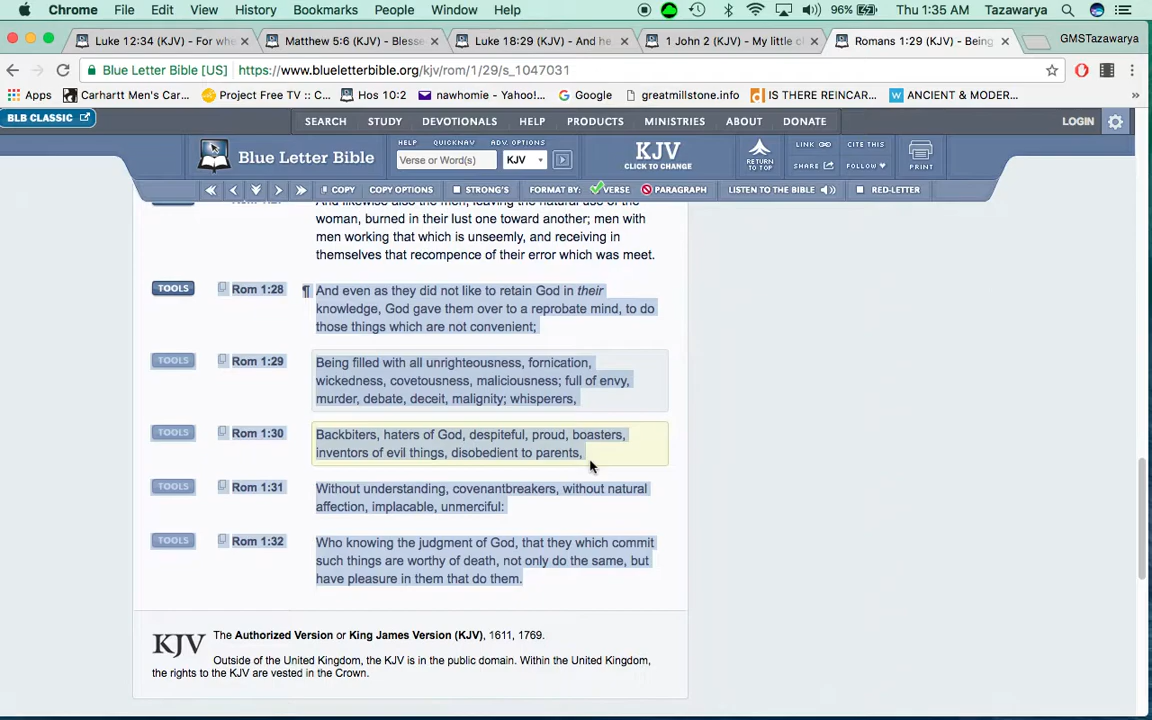 Chrome File Edit View History Bookmarks People Window Help 96% Thu 1:35 AM Tazawarya
Luke 12:34 (KJV) - For whe × Matthew 5:6 (KJV) - Blesse × Luke 18:29 (KJV) - And he × 1 John 2 (KJV) - My little cl × Romans 1:29 (KJV) - Being × GMSTazawarya
Blue Letter Bible [US] https://www.blueletterbible.org/kjv/rom/1/29/s_1047031
Apps Carhartt Men's Car... Project Free TV :: C... Hos 10:2 nawhomie - Yahoo!... Google greatmillstone.info IS THERE REINCAR... ANCIENT & MODER... »
BLB CLASSIC SEARCH STUDY DEVOTIONALS HELP PRODUCTS MINISTRIES ABOUT DONATE LOGIN
HELP QUICKNAV ADV. OPTIONS
Blue Letter Bible Verse or Word(s) KJV KJV CLICK TO CHANGE RETURN TO TOP LINK CITE THIS SHARE FOLLOW PRINT
COPY COPY OPTIONS STRONG'S FORMAT BY: VERSE PARAGRAPH LISTEN TO THE BIBLE RED-LETTER
And likewise also the men, leaving the natural use of the
woman, burned in their lust one toward another; men with
men working that which is unseemly, and receiving in
themselves that recompence of their error which was meet.
TOOLS Rom 1:28 ¶ And even as they did not like to retain God in their
knowledge, God gave them over to a reprobate mind, to do
those things which are not convenient;
TOOLS Rom 1:29 Being filled with all unrighteousness, fornication,
wickedness, covetousness, maliciousness; full of envy,
murder, debate, deceit, malignity; whisperers,
TOOLS Rom 1:30 Backbiters, haters of God, despiteful, proud, boasters,
inventors of evil things, disobedient to parents,
TOOLS Rom 1:31 Without understanding, covenantbreakers, without natural
affection, implacable, unmerciful:
TOOLS Rom 1:32 Who knowing the judgment of God, that they which commit
such things are worthy of death, not only do the same, but
have pleasure in them that do them.
KJV The Authorized Version or King James Version (KJV), 1611, 1769.
Outside of the United Kingdom, the KJV is in the public domain. Within the United Kingdom,
the rights to the KJV are vested in the Crown.